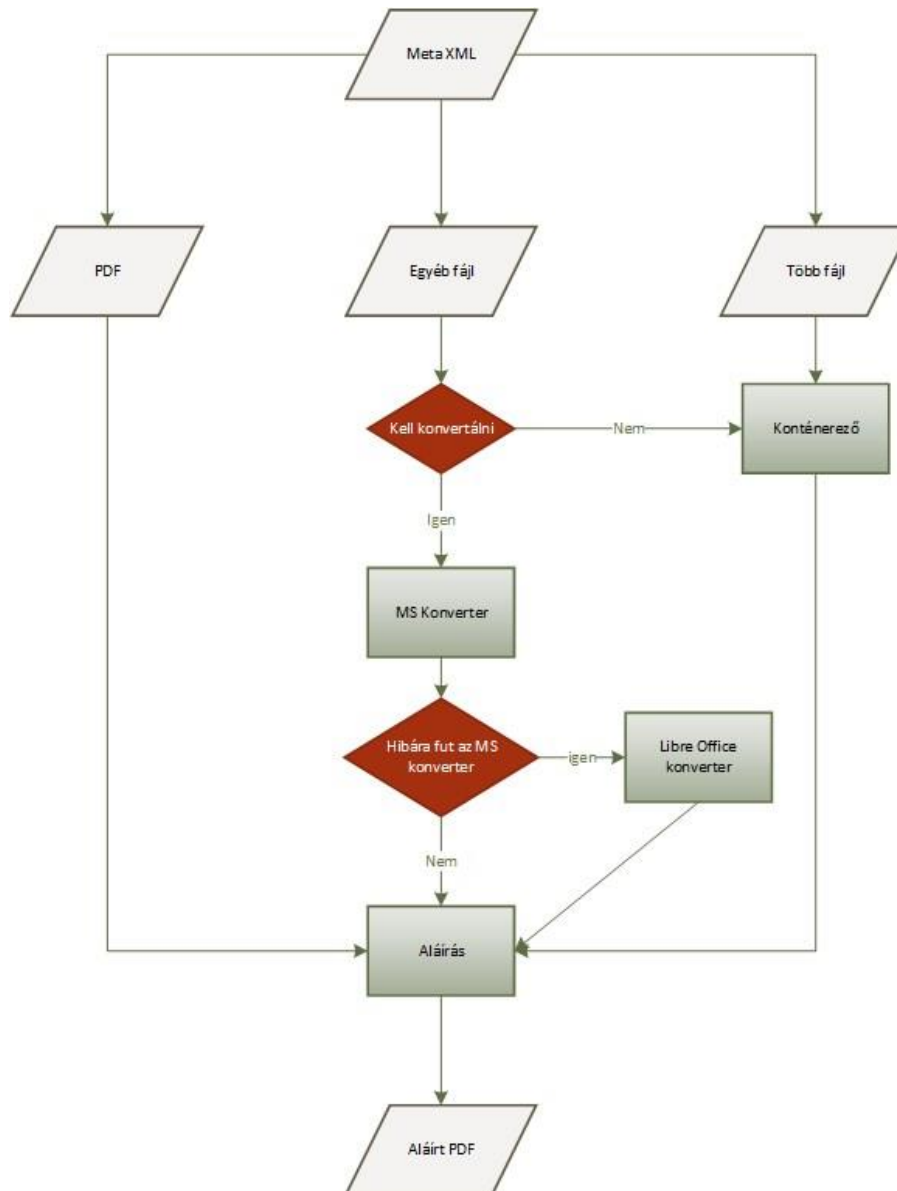 Meta XML
PDF
Egyéb fájl
Több fájl
Kell konvertálni
Nem
Konténerező
Igen
MS Konverter
Hibára fut az MS
konverter
igen
Libre Office
konverter
Nem
Aláírás
Aláírt PDF